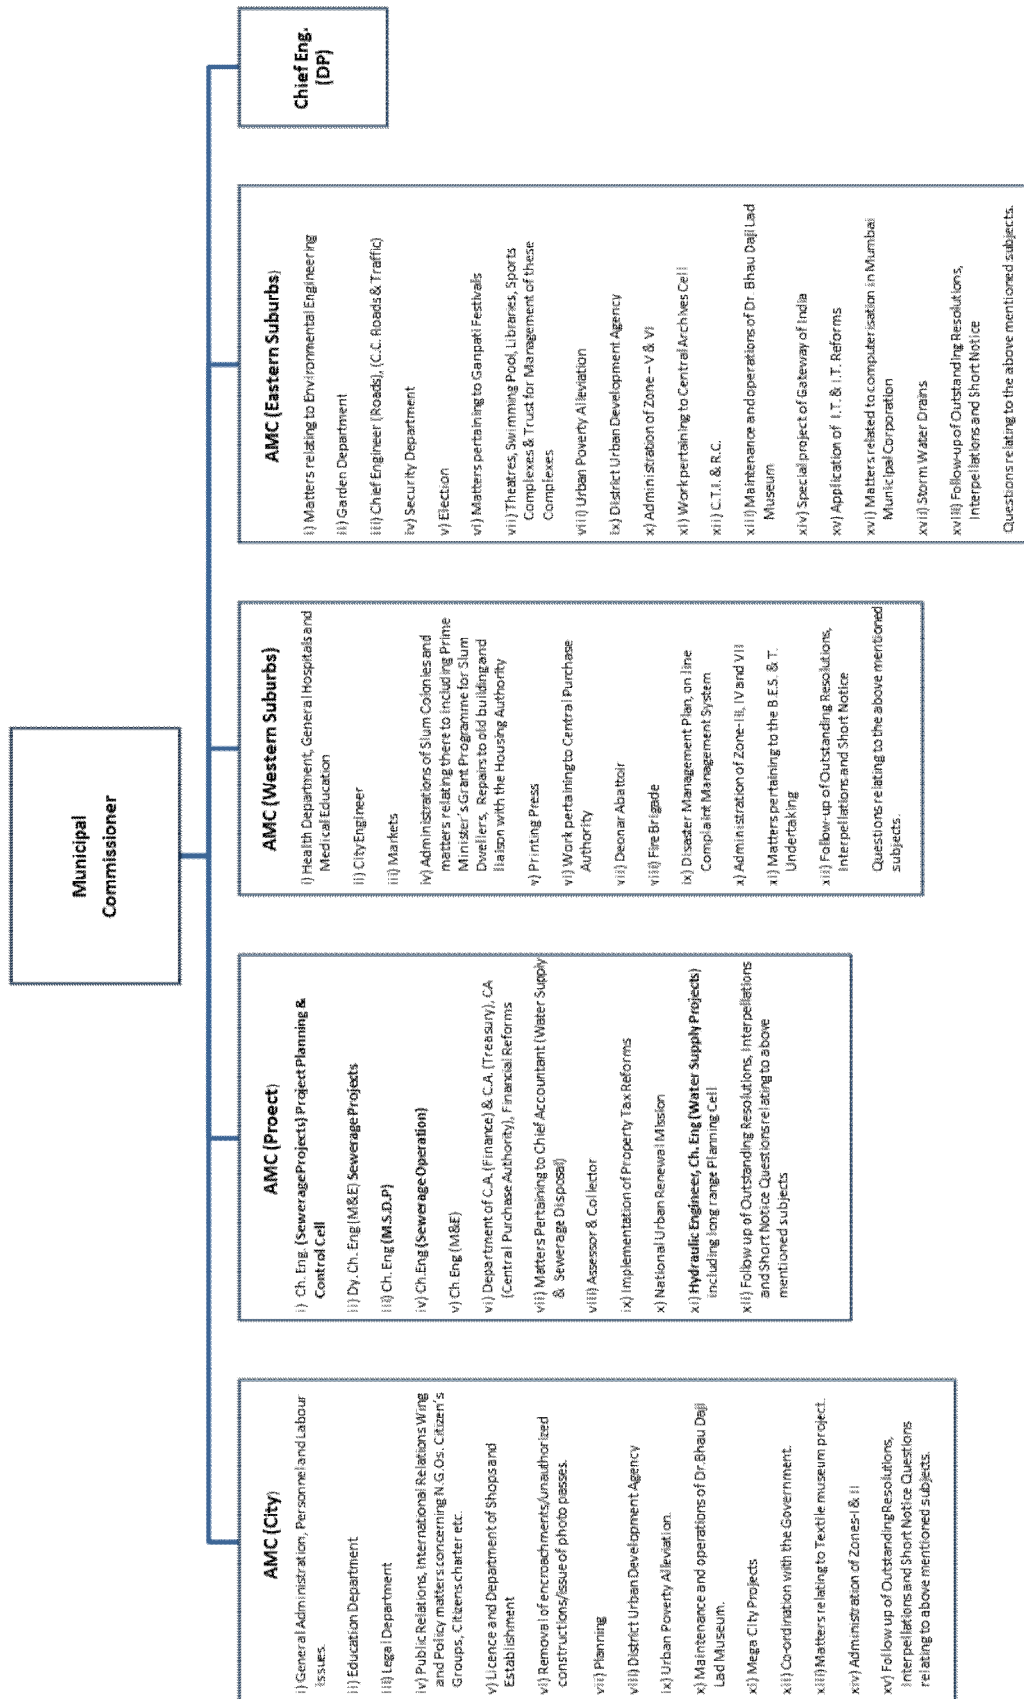 Municipal
Commissioner
AMC (City)
i) General Administration, Personnel and Labour
issues.
ii) Education Department
iii) Legal Department
iv) Public Relations, International Relations Wing
and Policy matters concerning N.G.Os, Citizen's
Groups, Citizens charter etc.
v) Licence and Department of Shops and
Establishment
vi) Removal of encroachments/unauthorized
constructions/issue of photo passes.
vii) Planning
viii) District Urban Development Agency
ix) Urban Poverty Alleviation.
x) Maintenance and operations of Dr.Bhau Daji
Lad Museum.
xi) Mega City Projects
xii) Co-ordination with the Government.
xiii) Matters relating to Textile museum project.
xiv) Administration of Zones-I & II
xv) Follow up of Outstanding Resolutions,
Interpellations and Short Notice Questions
relating to above mentioned subjects.
AMC (Proect)
i) Ch. Eng. (Sewerage Projects) Project Planning &
Control Cell
ii) Dy. Ch. Eng (M&E) Sewerage Projects
iii) Ch. Eng (M.S.D.P)
iv) Ch.Eng (Sewerage Operation)
v) Ch Eng (M&E)
vi) Department of C.A. (Finance) & C.A. (Treasury), CA
(Central Purchase Authority), Financial Reforms
vii) Matters Pertaining to Chief Accountant (Water Supply
& Sewerage Disposal)
viii) Assessor & Collector
ix) Implementation of Property Tax Reforms
x) National Urban Renewal Mission
xi) Hydraulic Engineer, Ch. Eng (Water Supply Projects)
including long range Planning Cell
xii) Follow up of Outstanding Resolutions, Interpellations
and Short Notice Questions relating to above
mentioned subjects
AMC (Western Suburbs)
i) Health Department, General Hospitals and
Medical Education
ii) City Engineer
iii) Markets
iv) Administrations of Slum Colonies and
matters relating there to including Prime
Minister's Grant Programme for Slum
Dwellers, Repairs to old building and
liaison with the Housing Authority
v) Printing Press
vi) Work pertaining to Central Purchase
Authority
vii) Deonar Abattoir
viii) Fire Brigade
ix) Disaster Management Plan, on line
Complaint Management System
x) Administration of Zone-III, IV and VII
xi) Matters pertaining to the B.E.S. & T.
Undertaking
xii) Follow-up of Outstanding Resolutions,
Interpellations and Short Notice
Questions relating to the above mentioned
subjects.
AMC (Eastern Suburbs)
i) Matters relating to Environmental Engineering
ii) Garden Department
iii) Chief Engineer (Roads), (C.C. Roads & Traffic)
iv) Security Department
v) Election
vi) Matters pertaining to Ganpati Festivals
vii) Theatres, Swimming Pool, Libraries, Sports
Complexes & Trust for Management of these
Complexes
viii) Urban Poverty Alleviation
ix) District Urban Development Agency
x) Administration of Zone – V & VI
xi) Work pertaining to Central Archives Cell
xii) C.T.I. & R.C.
xiii) Maintenance and operations of Dr. Bhau Daji Lad
Museum
xiv) Special project of Gateway of India
xv) Application of I.T. & I.T. Reforms
xvi) Matters related to computerisation in Mumbai
Municipal Corporation
xvii) Storm Water Drains
xviii) Follow-up of Outstanding Resolutions,
Interpellations and Short Notice
Questions relating to the above mentioned subjects.
Chief Eng.
(DP)